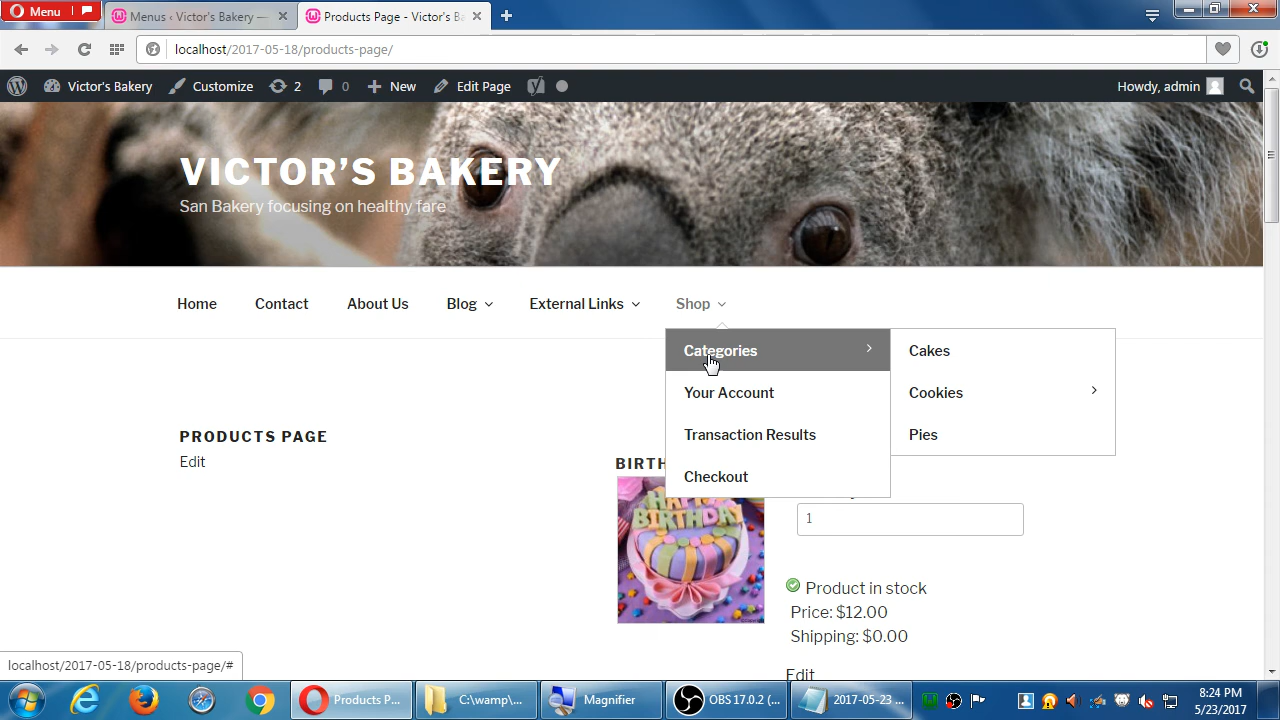 Menu
Menus ‹ Victor's Bakery —
Products Page - Victor's Ba
localhost/2017-05-18/products-page/
Victor's Bakery
Customize
2
0
New
Edit Page
Howdy, admin
VICTOR'S BAKERY
San Bakery focusing on healthy fare
Home
Contact
About Us
Blog
External Links
Shop
Categories
Your Account
Transaction Results
Checkout
Cakes
Cookies
Pies
PRODUCTS PAGE
Edit
BIRTH
HAPPY
BIRTHDAY
1
Product in stock
Price: $12.00
Shipping: $0.00
Edit
localhost/2017-05-18/products-page/#
Products P...
C:\wamp\...
Magnifier
OBS 17.0.2 (...
2017-05-23 ...
8:24 PM
5/23/2017